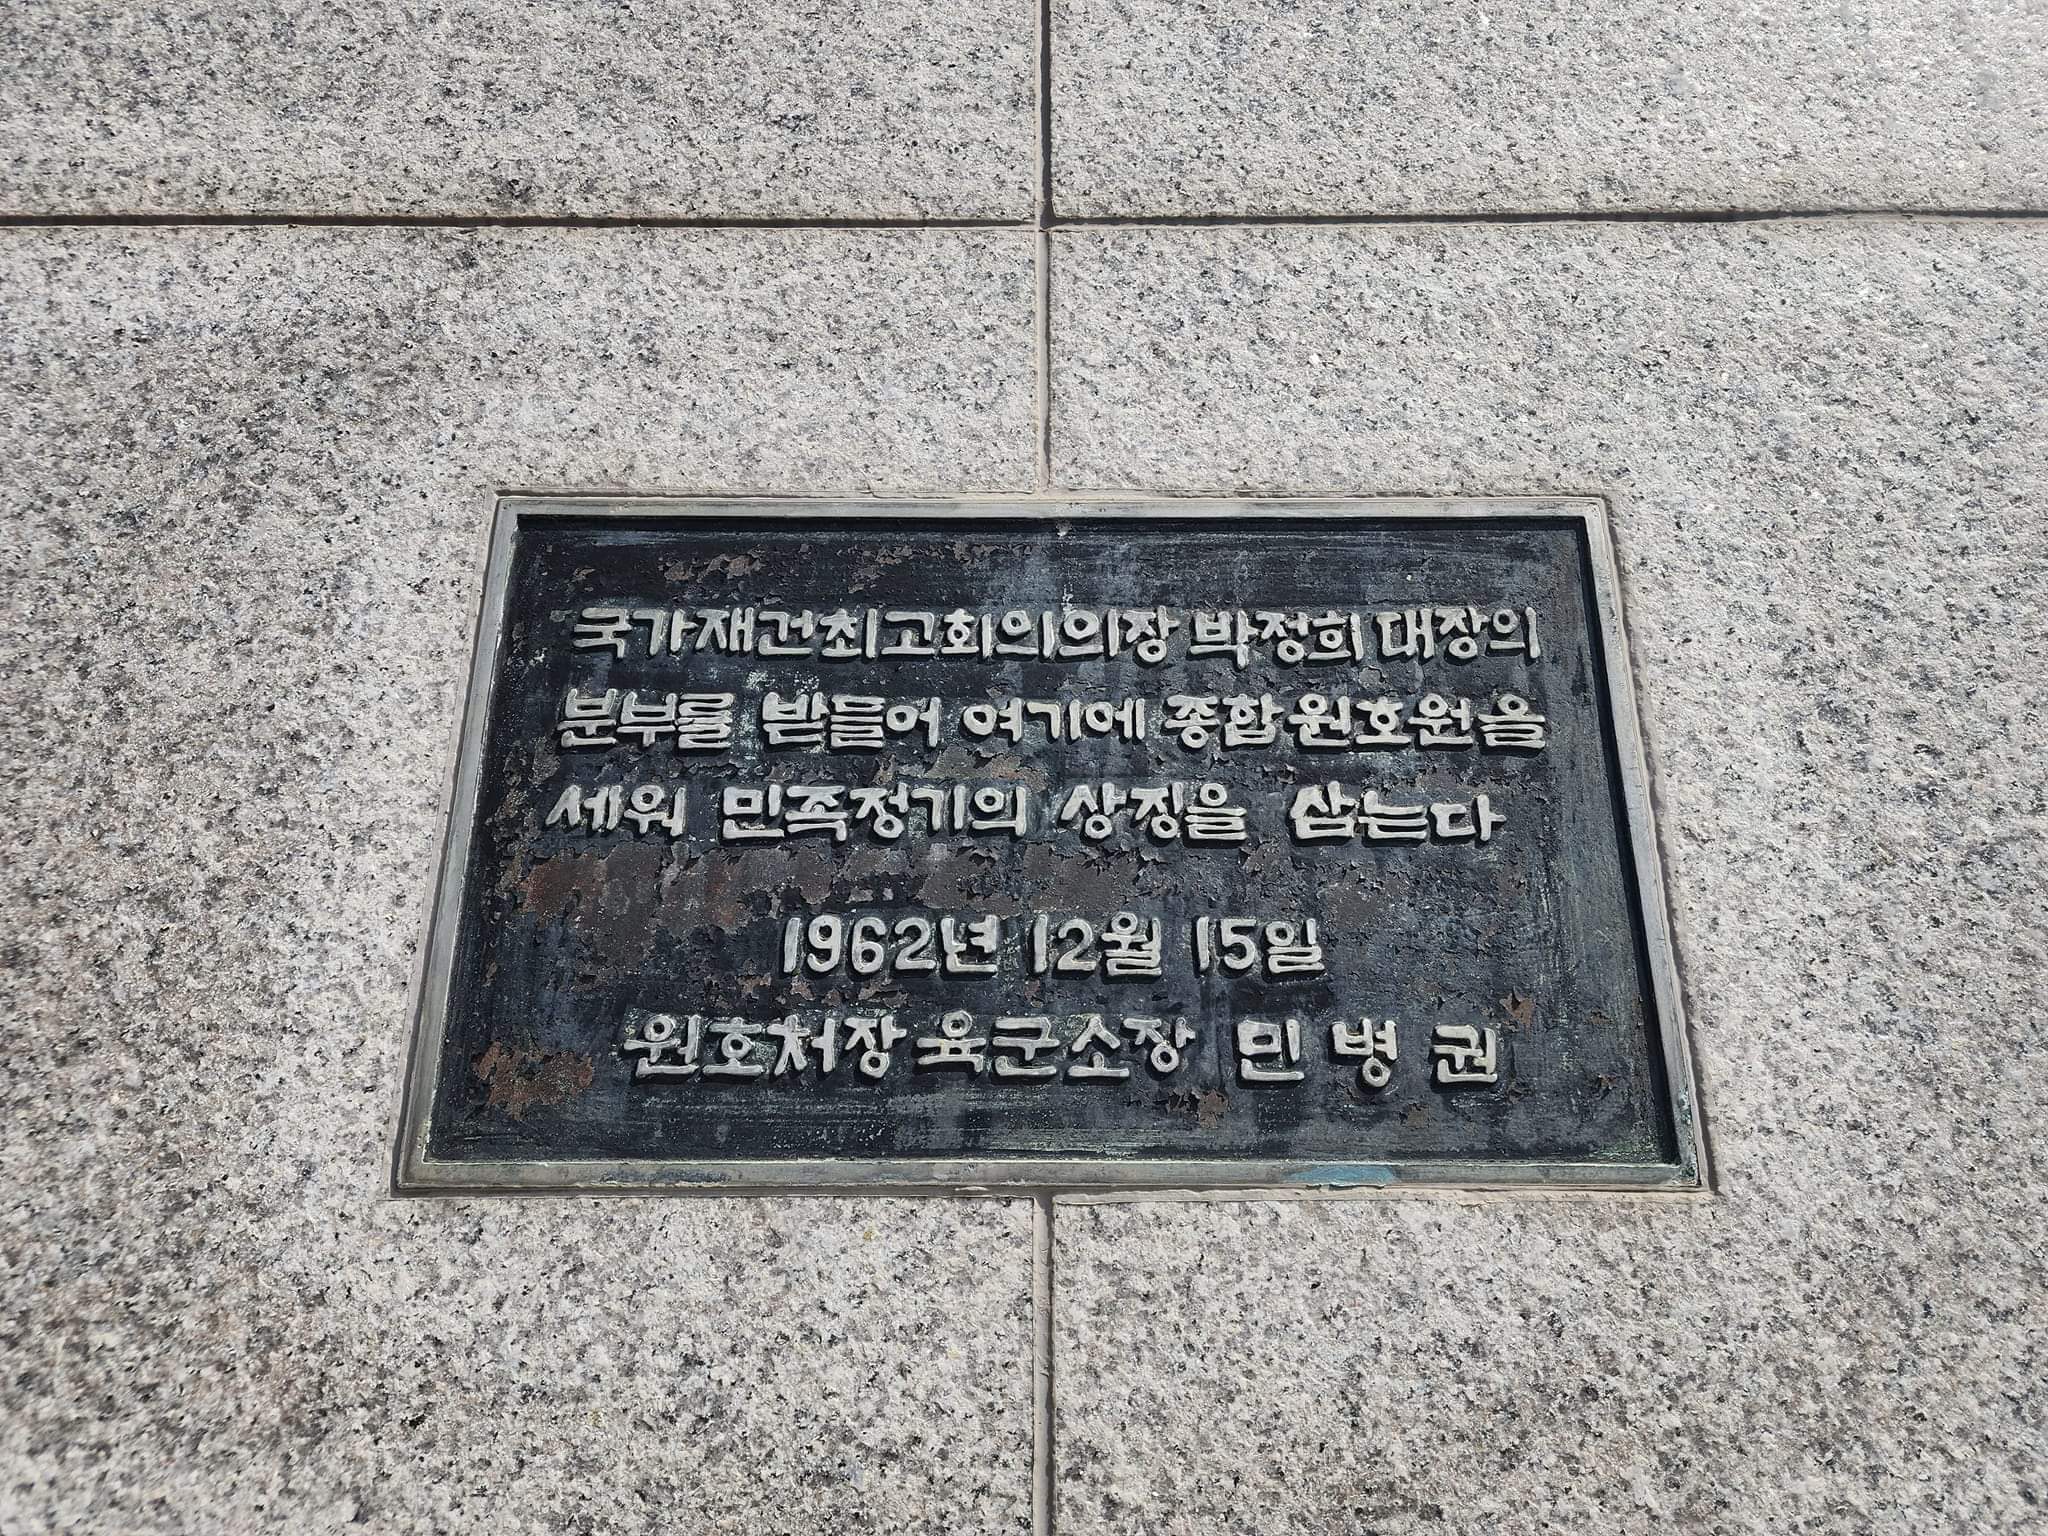 국가재건최고회의의장 박정희 대장의
분부를 받들어 여기에 종합원호원을
세워 민족정기의 상징을 삼는다
1962년 12월 15일
원호처장 육군소장 민 병 권